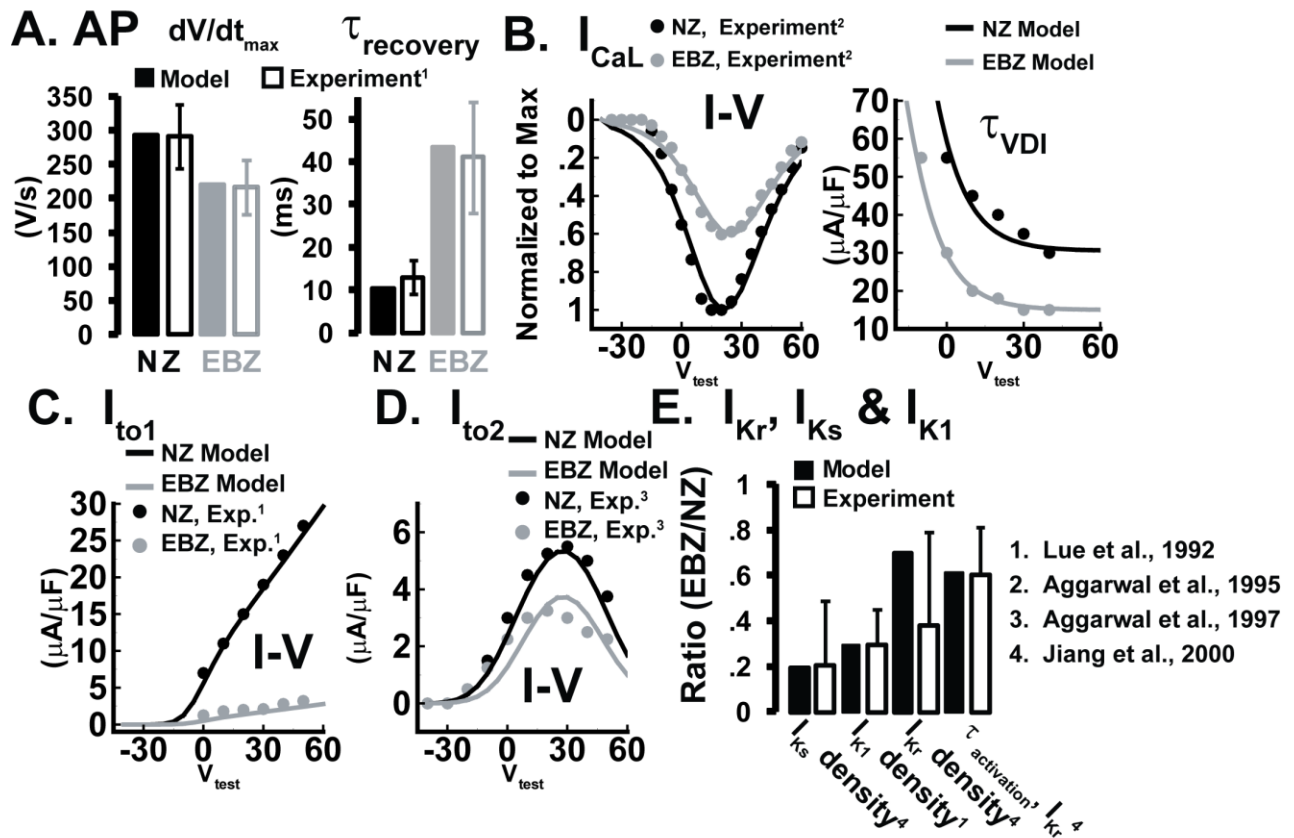 A. AP
dV/dtmax
τrecovery
Model
Experiment1
350
300
250
200
150
100
50
0
(V/s)
NZ
EBZ
50
40
30
20
10
0
(ms)
NZ
EBZ
B. ICaL
NZ, Experiment2
EBZ, Experiment2
NZ Model
EBZ Model
I-V
Normalized to Max
0
.2
.4
.6
.8
1
-30
0
30
60
Vtest
τVDI
(μA/μF)
70
60
50
40
30
20
10
0
30
60
Vtest
C. Ito1
NZ Model
EBZ Model
NZ, Exp.1
EBZ, Exp.1
30
25
20
15
10
5
0
(μA/μF)
I-V
-30
0
30
60
Vtest
D. Ito2
NZ Model
EBZ Model
NZ, Exp.3
EBZ, Exp.3
6
4
2
0
(μA/μF)
I-V
-30
0
30
60
Vtest
E. IKr, IKs & IK1
Model
Experiment
Ratio (EBZ/NZ)
1
.8
.6
.4
.2
0
IKs density4
IK1 density1
IKr density4
τactivation, IKr4
1. Lue et al., 1992
2. Aggarwal et al., 1995
3. Aggarwal et al., 1997
4. Jiang et al., 2000